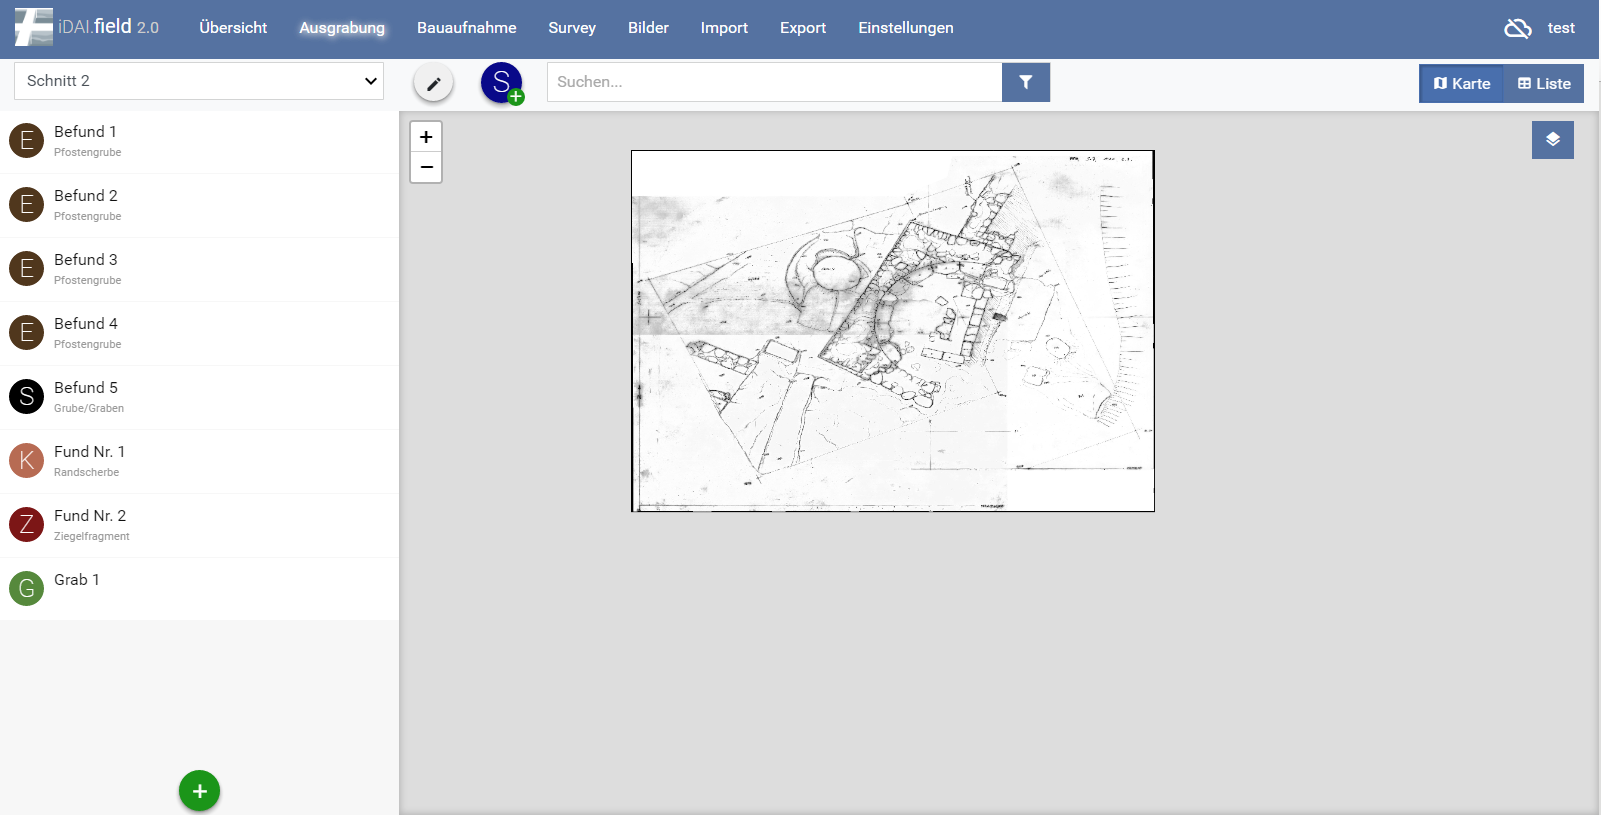 iDAI.field 2.0
Übersicht
Ausgrabung
Bauaufnahme
Survey
Bilder
Import
Export
Einstellungen
test
Schnitt 2
S
Suchen...
Karte
Liste
E
Befund 1
Pfostengrube
E
Befund 2
Pfostengrube
E
Befund 3
Pfostengrube
E
Befund 4
Pfostengrube
S
Befund 5
Grube/Graben
K
Fund Nr. 1
Randscherbe
Z
Fund Nr. 2
Ziegelfragment
G
Grab 1